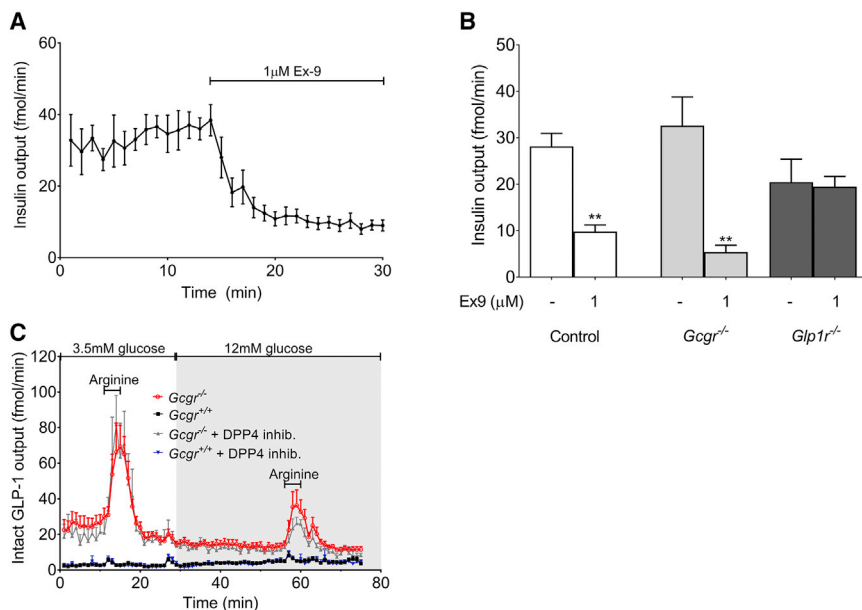 A
Insulin output (fmol/min)
60
40
20
0
1μM Ex-9
0 10 20 30
Time (min)
B
Insulin output (fmol/min)
50
40
30
20
10
0
** **
Ex9 (μM) - 1 - 1 - 1
Control Gcgr-/- Glp1r-/-
C
Intact GLP-1 output (fmol/min)
120
100
80
60
40
20
0
3.5mM glucose 12mM glucose
Arginine
Gcgr-/-
Gcgr+/+
Gcgr-/- + DPP4 inhib.
Gcgr+/+ + DPP4 inhib.
Arginine
0 20 40 60 80
Time (min)